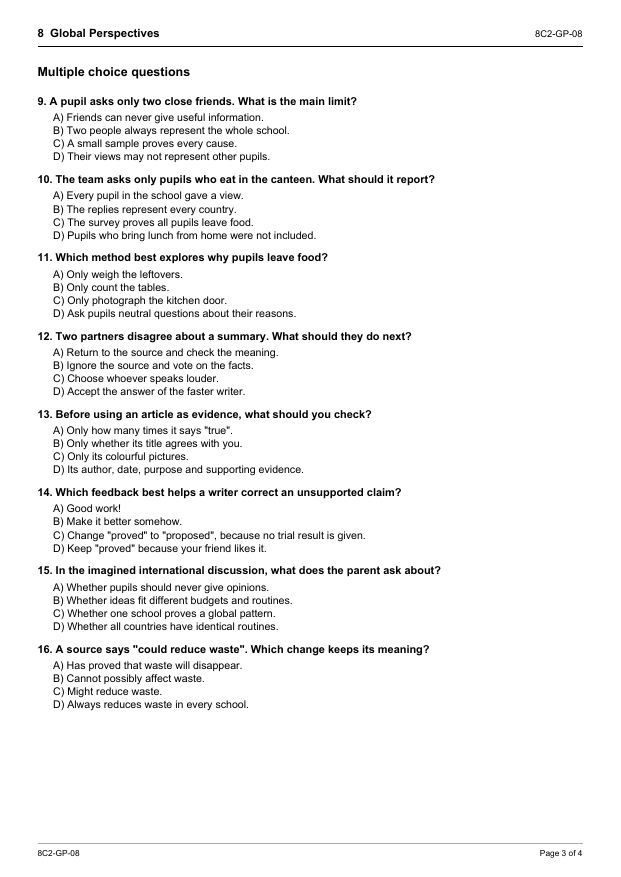 8 Global Perspectives
8C2-GP-08
Multiple choice questions
9. A pupil asks only two close friends. What is the main limit?
A) Friends can never give useful information.
B) Two people always represent the whole school.
C) A small sample proves every cause.
D) Their views may not represent other pupils.
10. The team asks only pupils who eat in the canteen. What should it report?
A) Every pupil in the school gave a view.
B) The replies represent every country.
C) The survey proves all pupils leave food.
D) Pupils who bring lunch from home were not included.
11. Which method best explores why pupils leave food?
A) Only weigh the leftovers.
B) Only count the tables.
C) Only photograph the kitchen door.
D) Ask pupils neutral questions about their reasons.
12. Two partners disagree about a summary. What should they do next?
A) Return to the source and check the meaning.
B) Ignore the source and vote on the facts.
C) Choose whoever speaks louder.
D) Accept the answer of the faster writer.
13. Before using an article as evidence, what should you check?
A) Only how many times it says "true".
B) Only whether its title agrees with you.
C) Only its colourful pictures.
D) Its author, date, purpose and supporting evidence.
14. Which feedback best helps a writer correct an unsupported claim?
A) Good work!
B) Make it better somehow.
C) Change "proved" to "proposed", because no trial result is given.
D) Keep "proved" because your friend likes it.
15. In the imagined international discussion, what does the parent ask about?
A) Whether pupils should never give opinions.
B) Whether ideas fit different budgets and routines.
C) Whether one school proves a global pattern.
D) Whether all countries have identical routines.
16. A source says "could reduce waste". Which change keeps its meaning?
A) Has proved that waste will disappear.
B) Cannot possibly affect waste.
C) Might reduce waste.
D) Always reduces waste in every school.
8C2-GP-08
Page 3 of 4